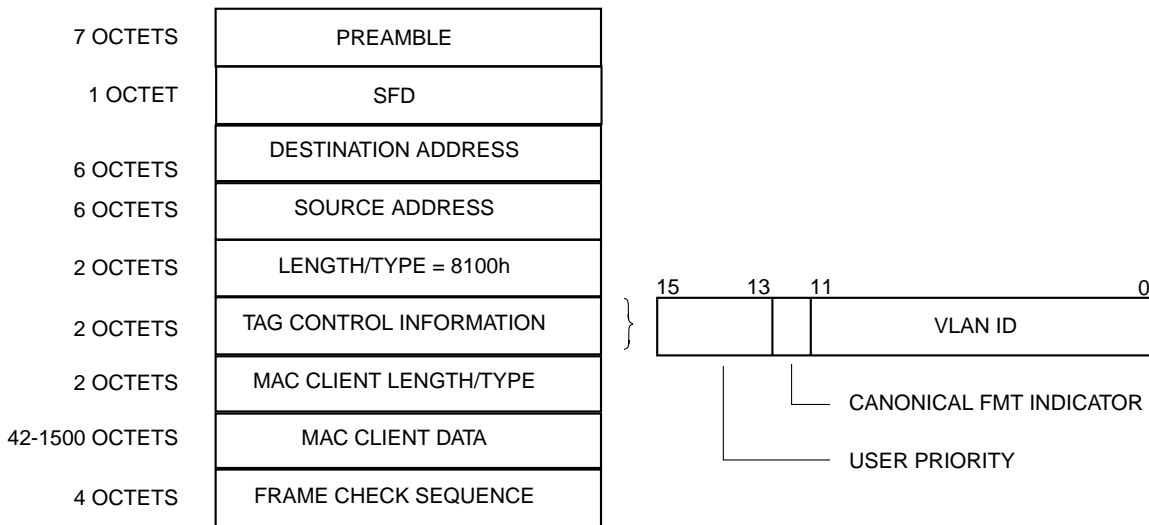 7 OCTETS PREAMBLE
1 OCTET SFD
6 OCTETS DESTINATION ADDRESS
6 OCTETS SOURCE ADDRESS
2 OCTETS LENGTH/TYPE = 8100h
2 OCTETS TAG CONTROL INFORMATION
2 OCTETS MAC CLIENT LENGTH/TYPE
42-1500 OCTETS MAC CLIENT DATA
4 OCTETS FRAME CHECK SEQUENCE
15 13 11 0
VLAN ID
CANONICAL FMT INDICATOR
USER PRIORITY